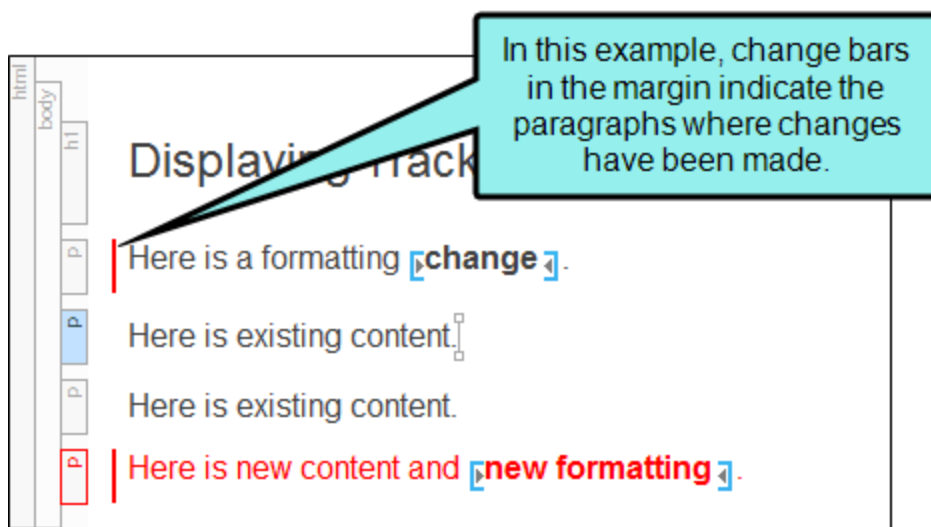 In this example, change bars
in the margin indicate the
paragraphs where changes
have been made.
html
body
h1
Displaying Track
p
Here is a formatting change .
p
Here is existing content.
p
Here is existing content.
p
Here is new content and new formatting .